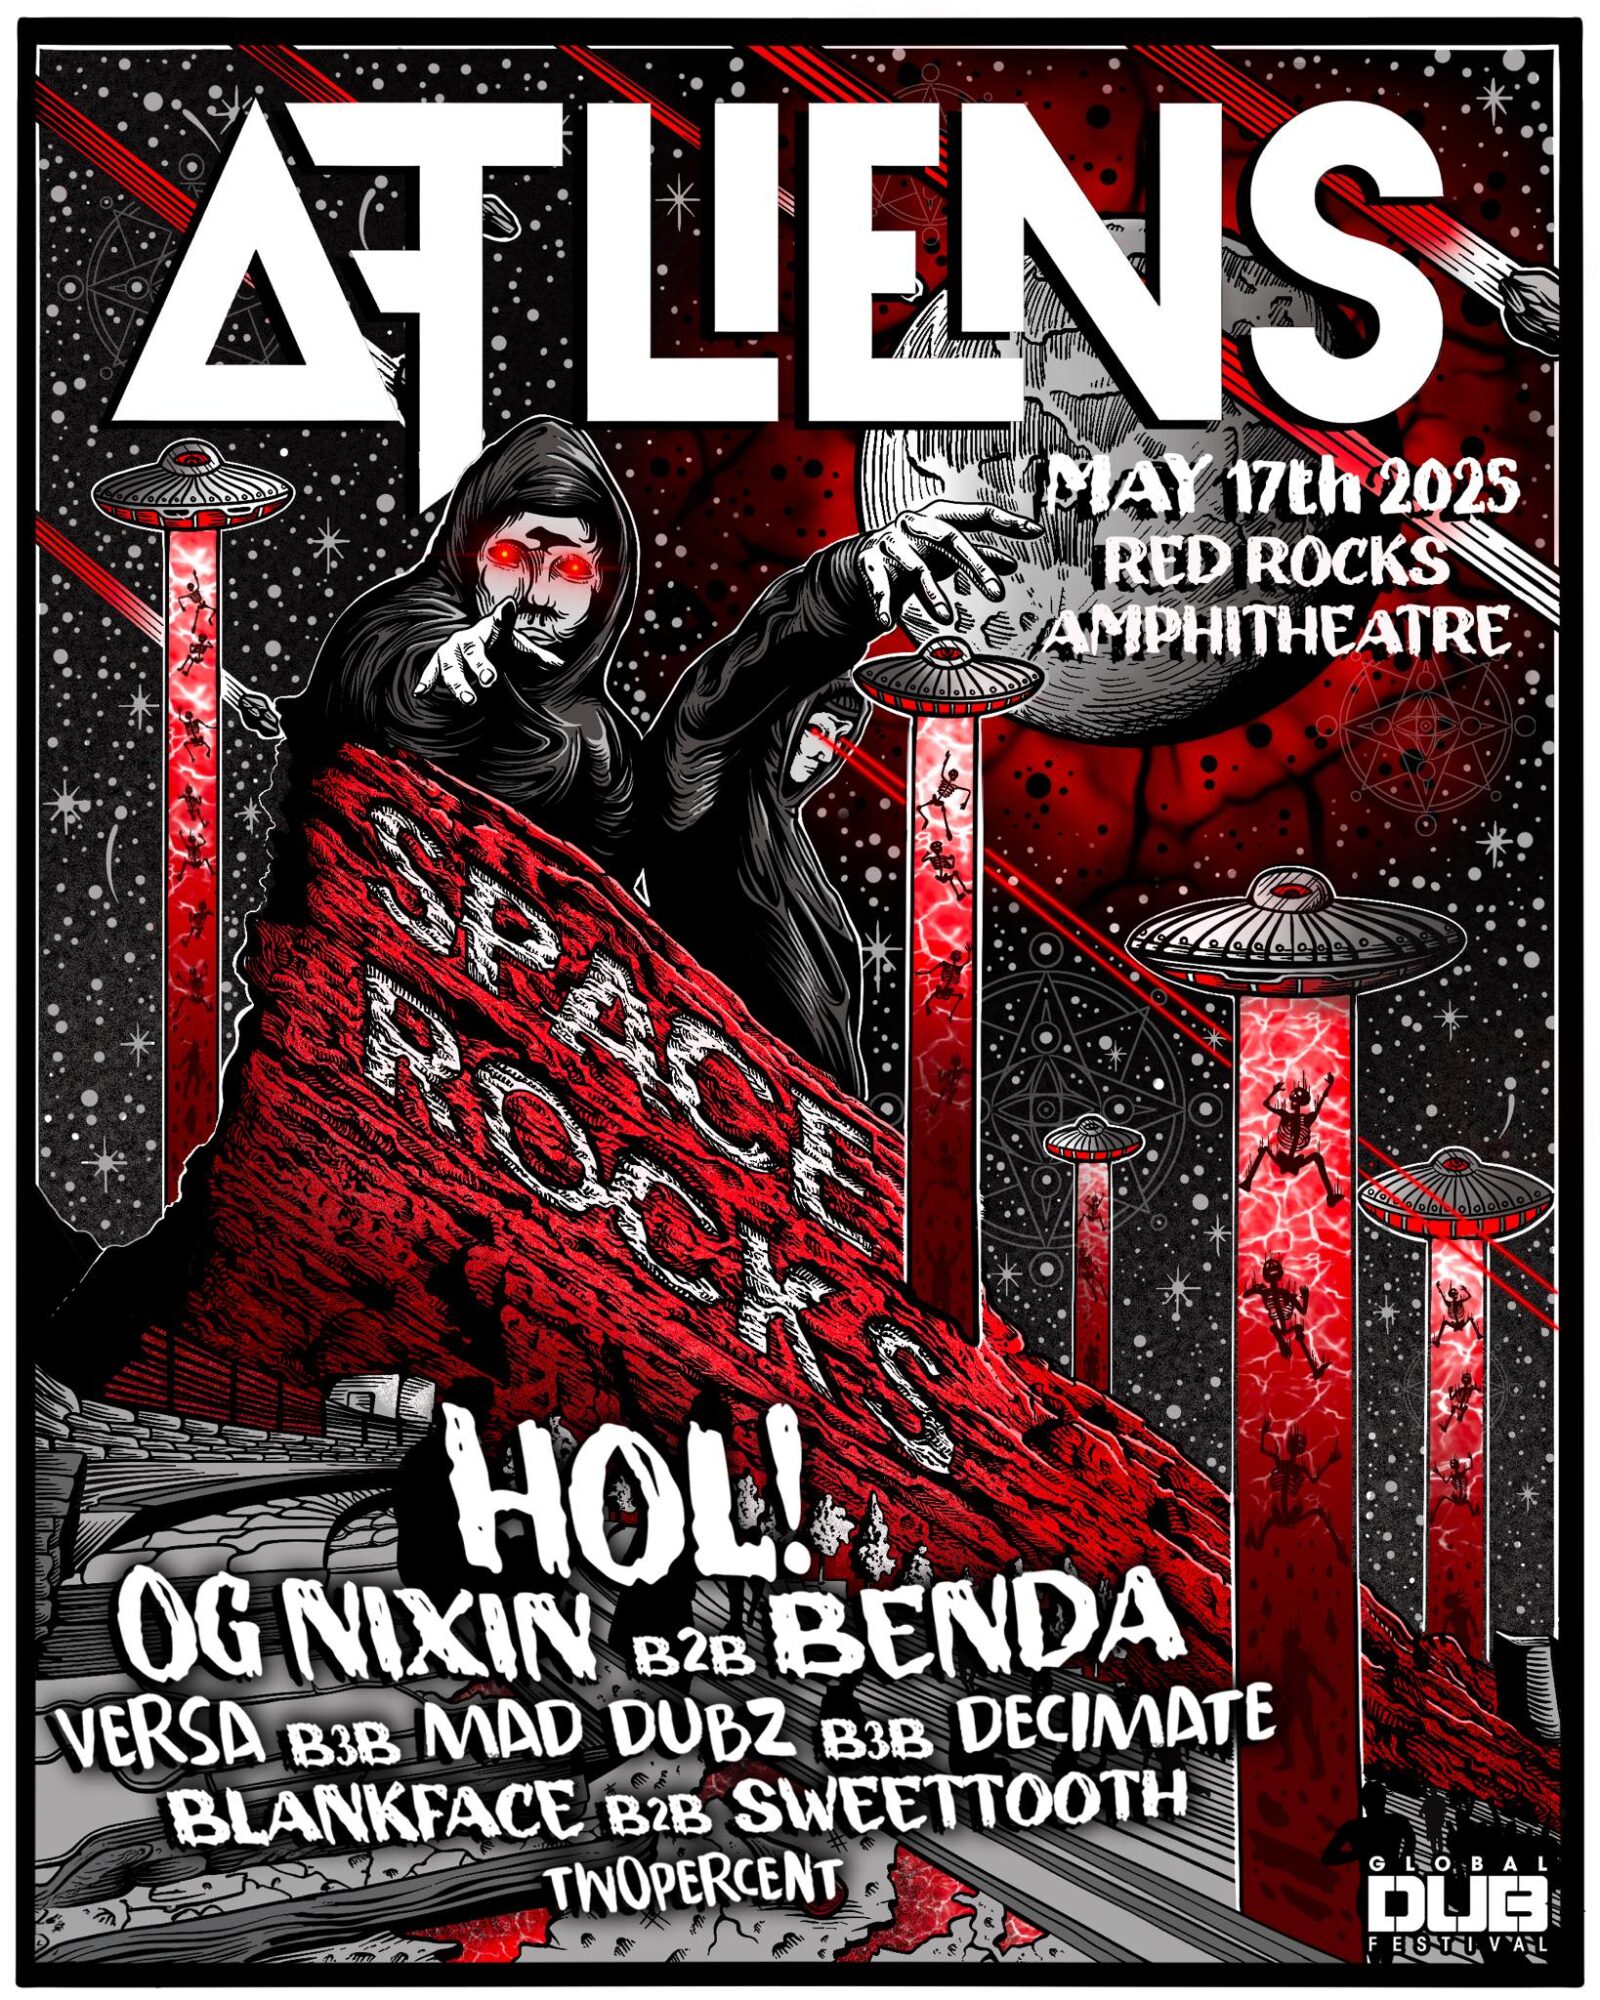 ATLIENS
MAY 17th 2025
RED ROCKS
AMPHITHEATRE
SPACE
ROCKS
HOL!
OG NIXIN B2B BENDA
VERSA B3B MAD DUBZ B3B DECIMATE
BLANKFACE B2B SWEETTOOTH
TWOPERCENT
GLOBAL
DUB
FESTIVAL